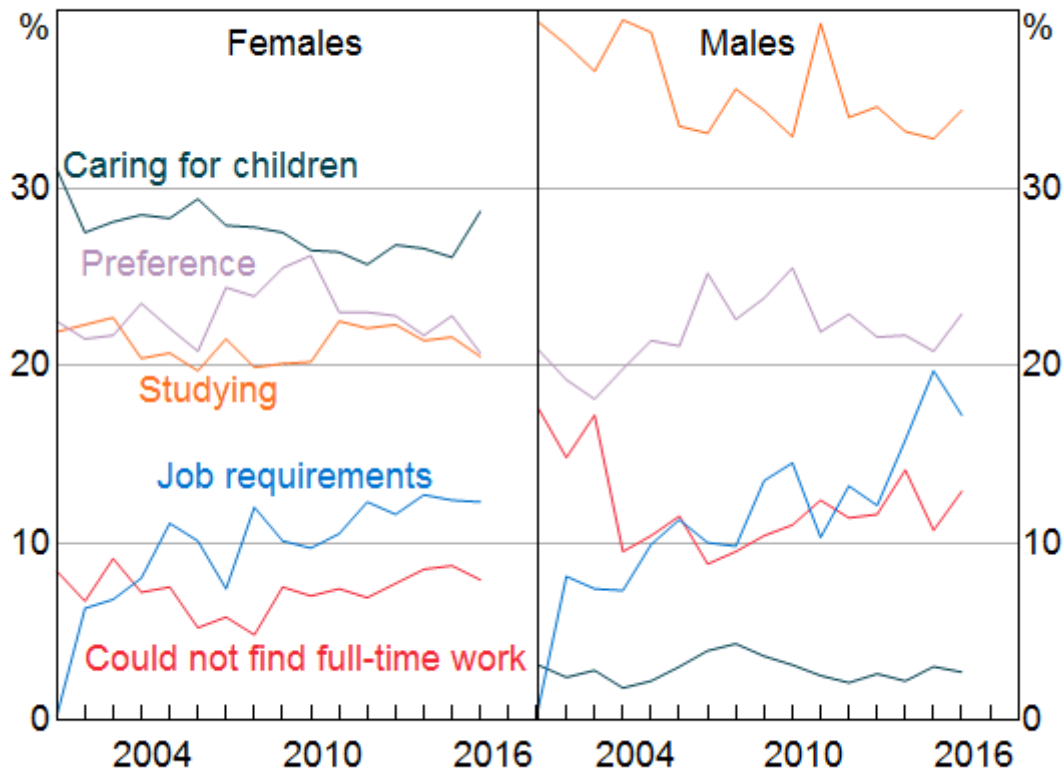 %
Females
Males
%
Caring for children
30
30
Preference
20
20
Studying
Job requirements
10
10
Could not find full-time work
0
0
2004
2010
2016
2004
2010
2016